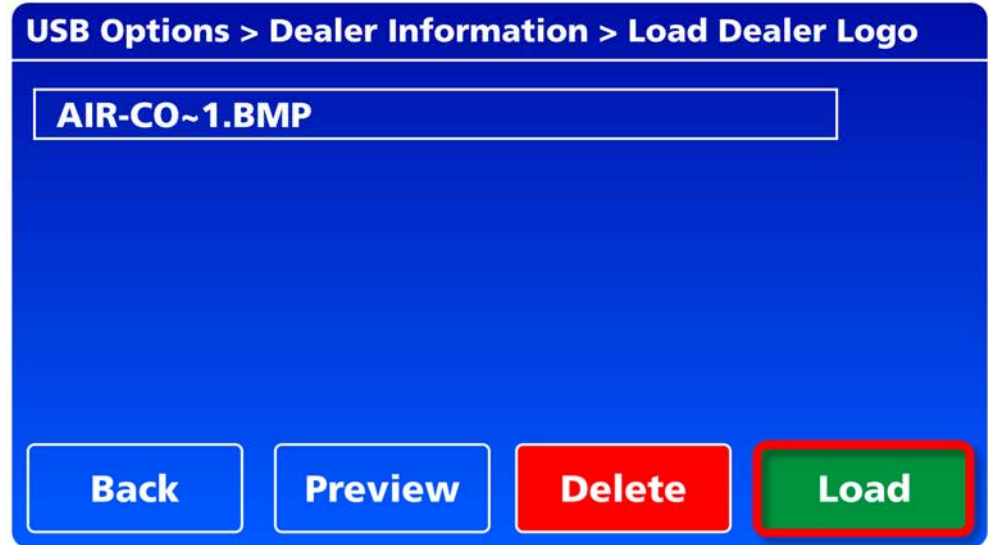 USB Options > Dealer Information > Load Dealer Logo
AIR-CO~1.BMP
Back Preview Delete Load